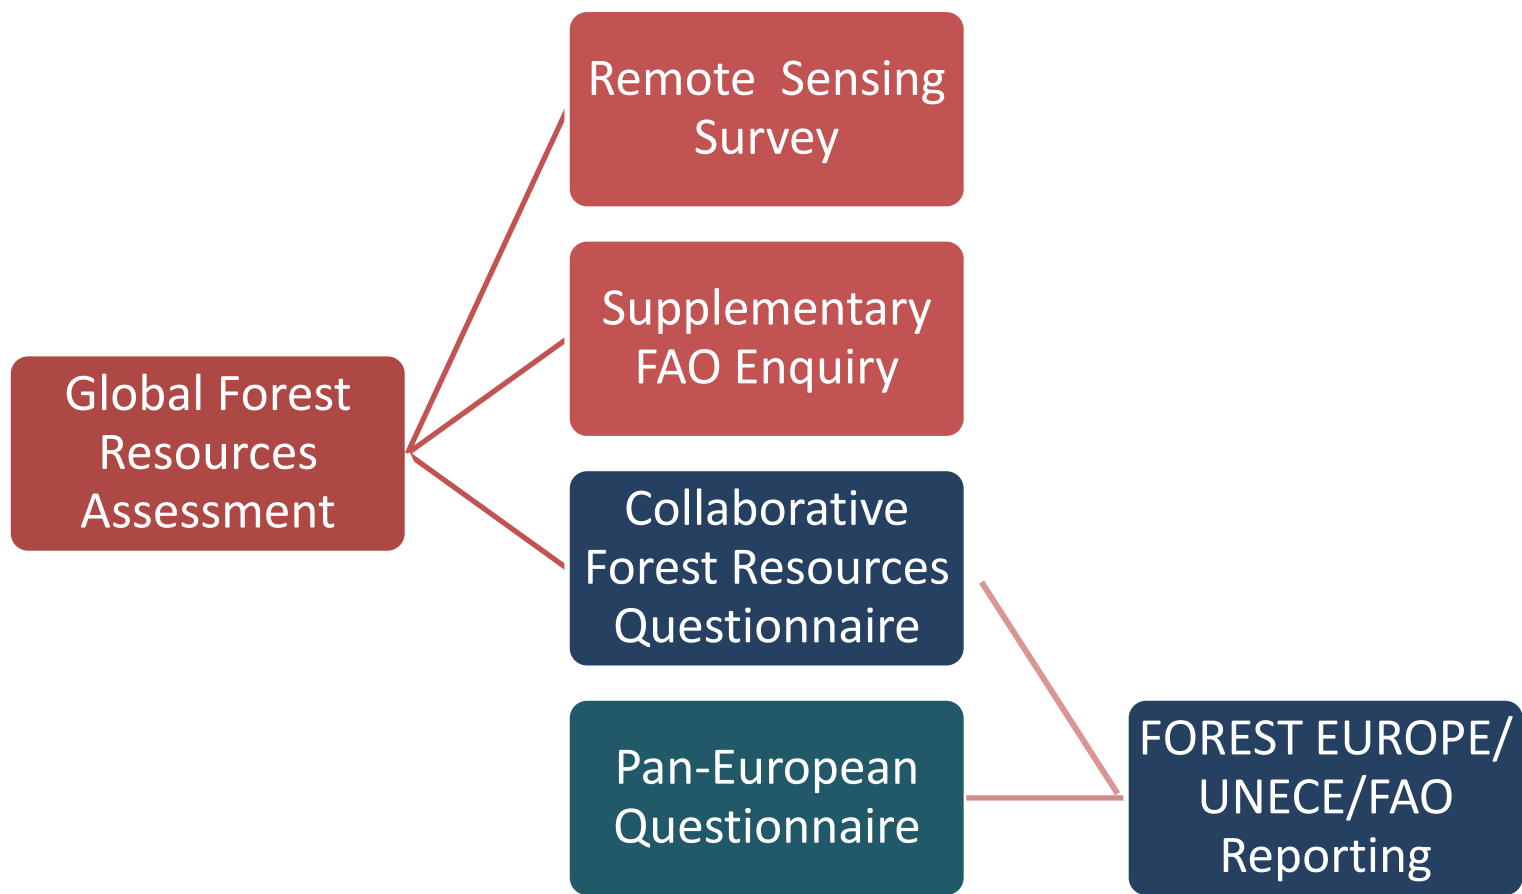 Remote  Sensing
Survey
Supplementary
FAO Enquiry
Global Forest
Resources
Assessment
Collaborative
Forest Resources
Questionnaire
Pan-European
Questionnaire
FOREST EUROPE/
UNECE/FAO
Reporting